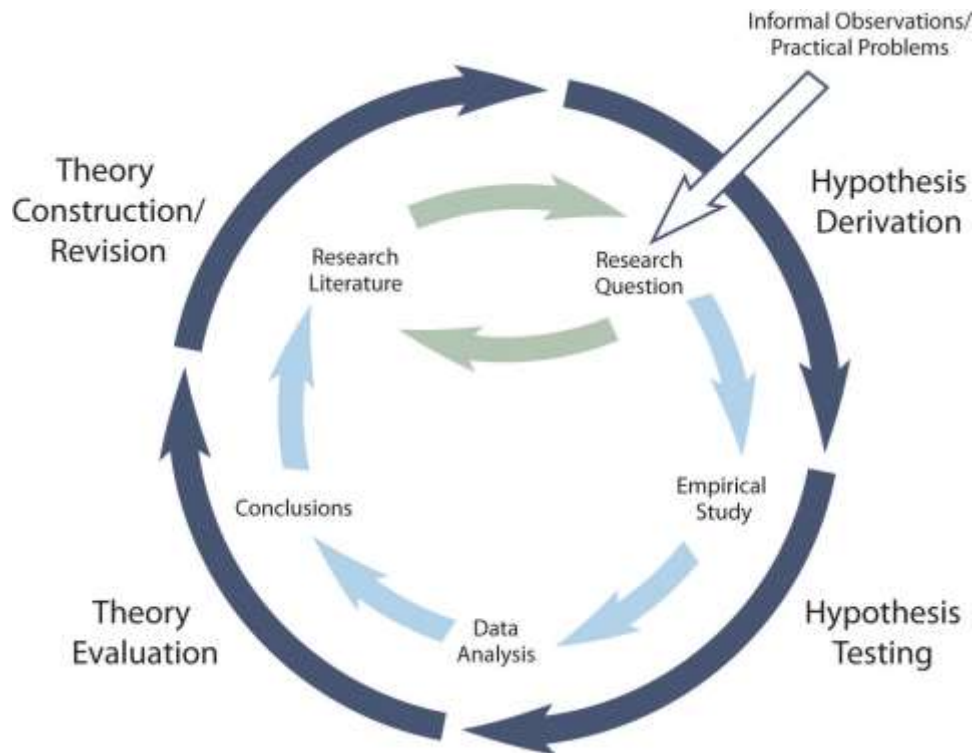 Informal Observations/
Practical Problems
Theory
Construction/
Revision
Hypothesis
Derivation
Research
Literature
Research
Question
Conclusions
Empirical
Study
Theory
Evaluation
Data
Analysis
Hypothesis
Testing